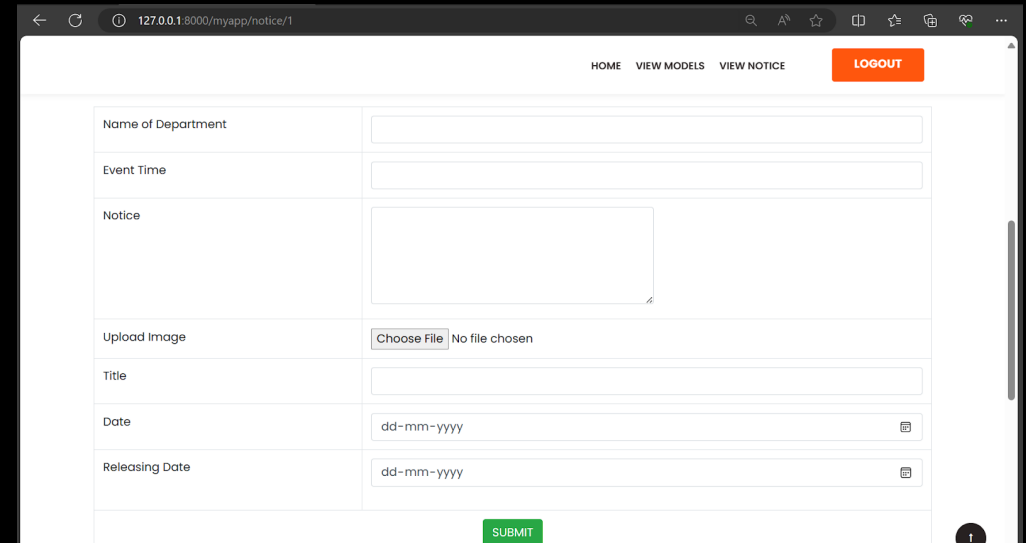 127.0.0.1:8000/myapp/notice/1
HOME VIEW MODELS VIEW NOTICE LOGOUT
Name of Department
Event Time
Notice
Upload Image Choose File No file chosen
Title
Date dd-mm-yyyy
Releasing Date dd-mm-yyyy
SUBMIT